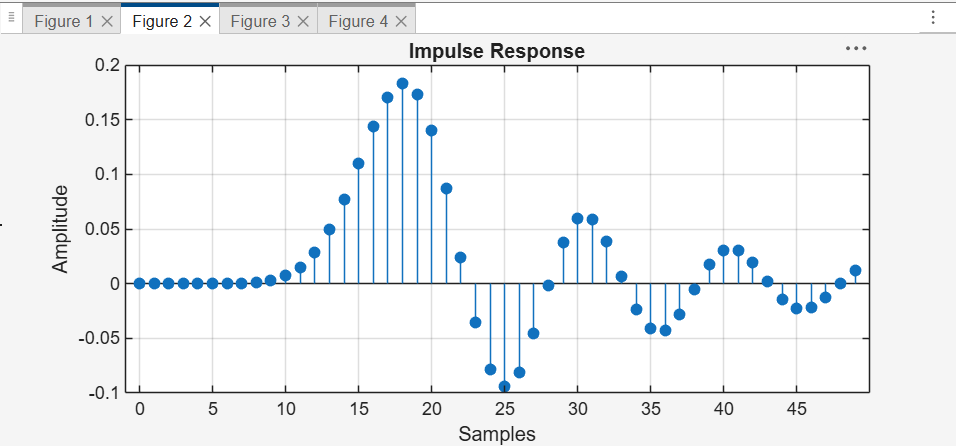 Figure 1 × Figure 2 × Figure 3 × Figure 4 ×
Impulse Response
0.2
0.15
0.1
0.05
0
-0.05
-0.1
Amplitude
0 5 10 15 20 25 30 35 40 45
Samples